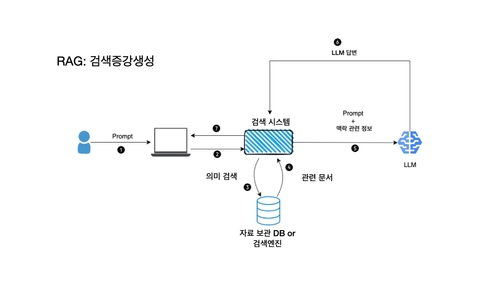 RAG: 검색증강생성
6
LLM 답변
Prompt
1
7
2
검색 시스템
Prompt
+
맥락 관련 정보
5
LLM
의미 검색
3
4
관련 문서
자료 보관 DB or
검색엔진